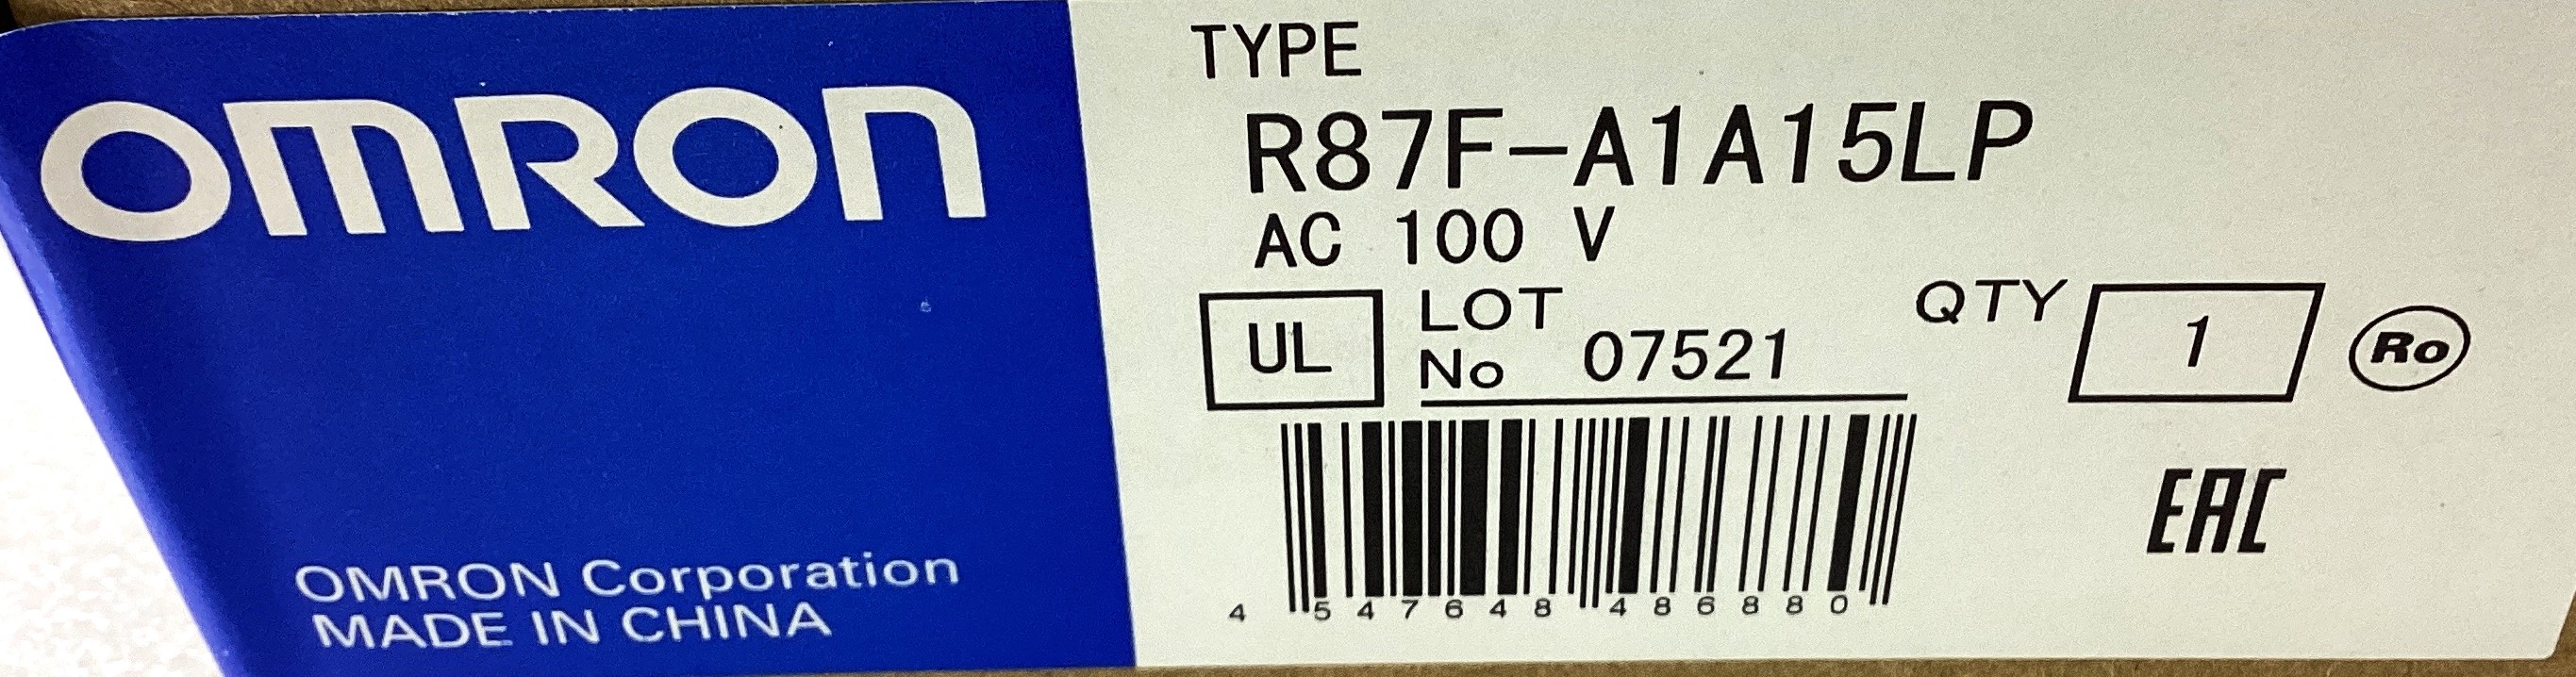 OMRON
OMRON Corporation
MADE IN CHINA
TYPE
R87F-A1A15LP
AC 100 V
UL
LOT No 07521
QTY 1
Ro
4 547648 486880
EAC